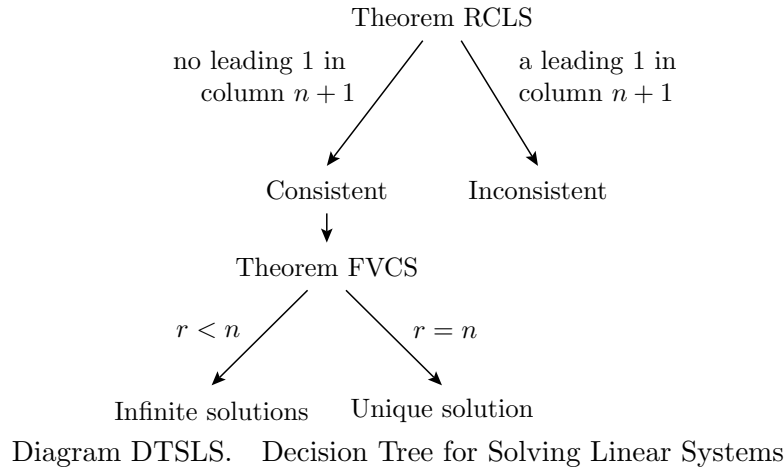 Theorem RCLS
no leading 1 in
column n + 1
a leading 1 in
column n + 1
Consistent
Inconsistent
Theorem FVCS
r < n
r = n
Infinite solutions
Unique solution
Diagram DTSLS. Decision Tree for Solving Linear Systems